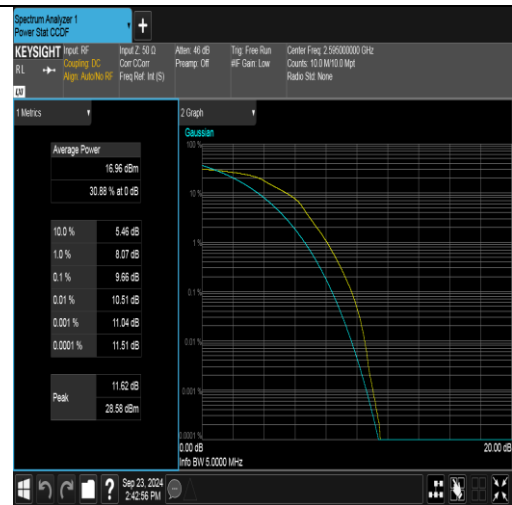 Spectrum Analyzer 1
Power Stat CCDF
+
KEYSIGHT
RL
Input: RF
Coupling: DC
Align: Auto/No RF
Input Z: 50 Ω
Corr CCorr
Freq Ref: Int (S)
Atten: 46 dB
Preamp: Off
Trig: Free Run
#IF Gain: Low
Center Freq: 2.595000000 GHz
Counts: 10.0 M/10.0 Mpt
Radio Std: None
1 Metrics
Average Power
16.96 dBm
30.88 % at 0 dB
10.0 % 5.46 dB
1.0 % 8.07 dB
0.1 % 9.66 dB
0.01 % 10.51 dB
0.001 % 11.04 dB
0.0001 % 11.51 dB
Peak
11.62 dB
28.58 dBm
2 Graph
Gaussian
100 %
10 %
1 %
0.1 %
0.01 %
0.001 %
0.0001 %
0.00 dB 20.00 dB
Info BW 5.0000 MHz
?
Sep 23, 2024
2:42:56 PM